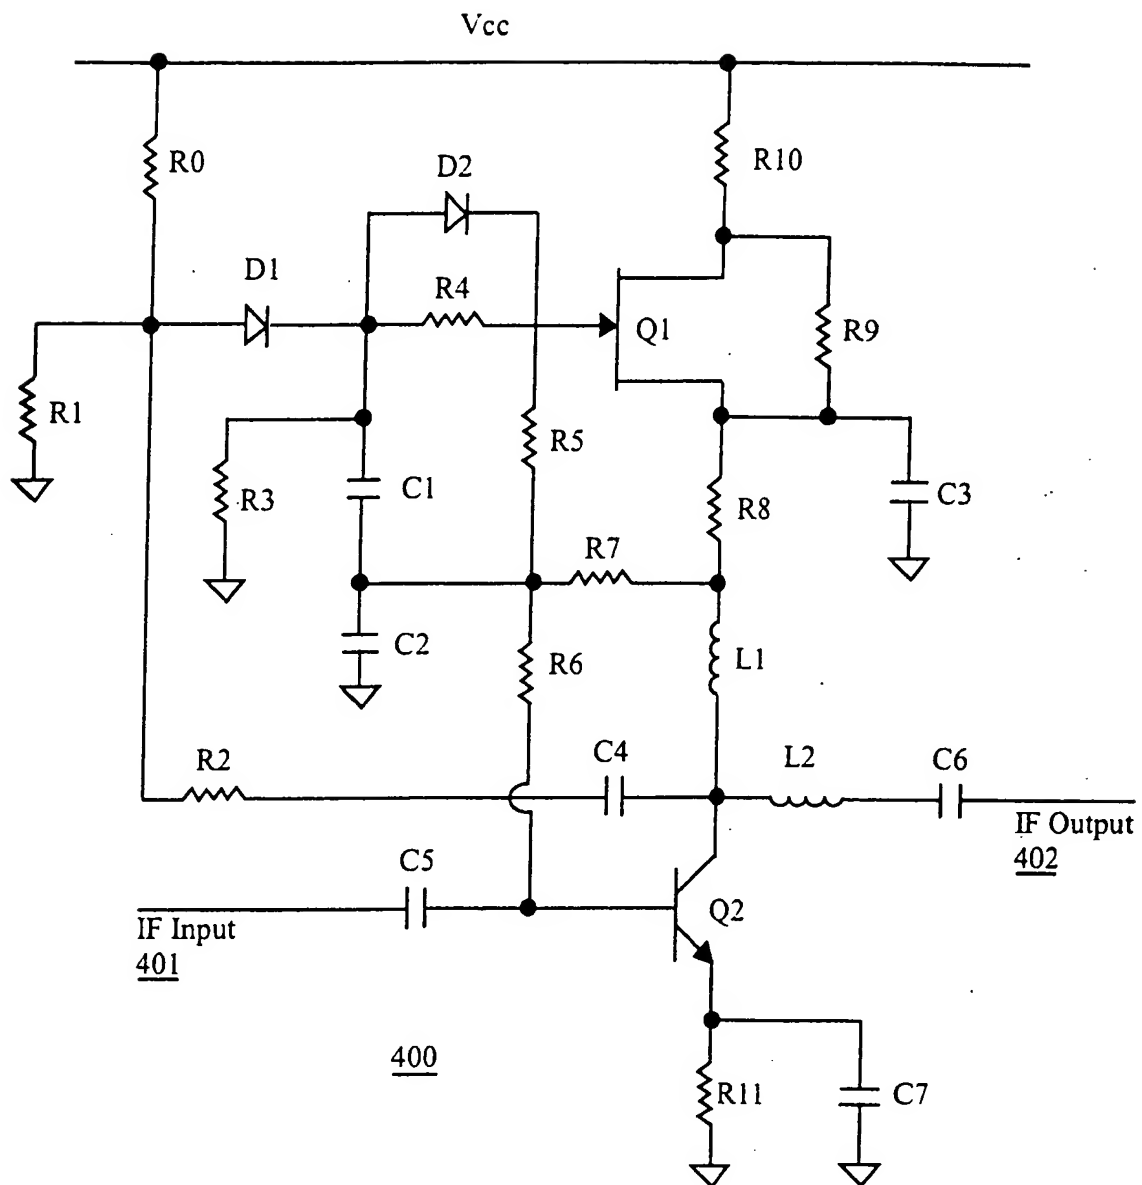 Vcc
R0
R10
D2
D1
R4
Q1
R9
R1
R5
R3
C1
R8
C3
R7
C2
R6
L1
R2
C4
L2
C6
IF Output
402
C5
Q2
IF Input
401
400
R11
C7